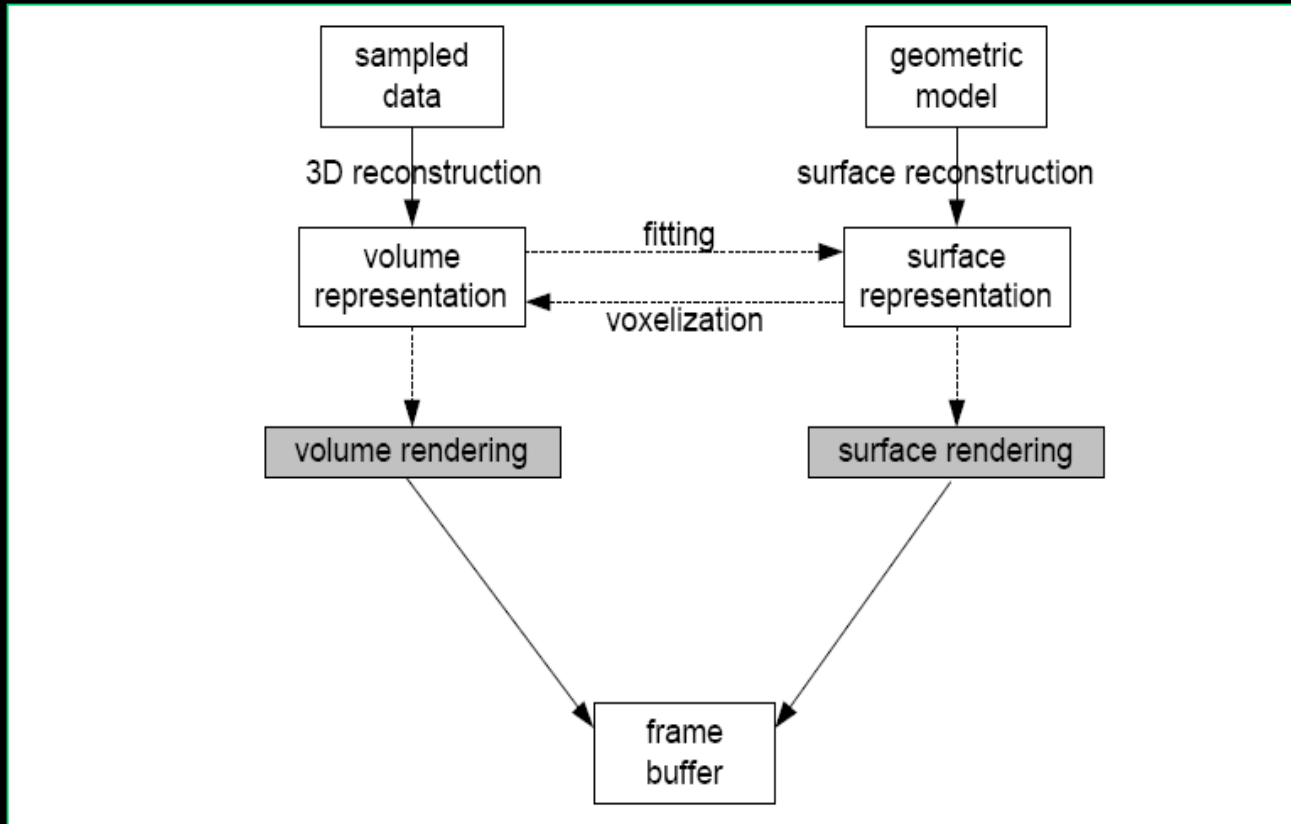 sampled
data
geometric
model
3D reconstruction
surface reconstruction
fitting
volume
representation
surface
representation
voxelization
volume rendering
surface rendering
frame
buffer